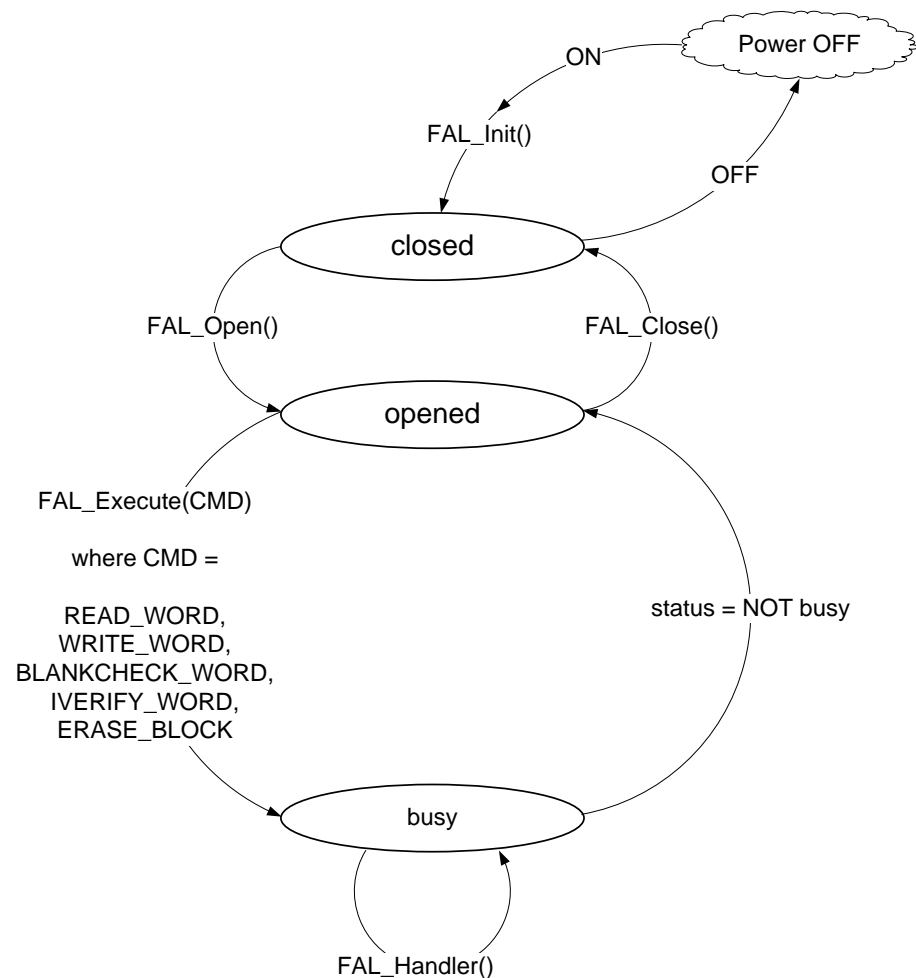 Power OFF
ON
FAL_Init()
OFF
closed
FAL_Open()
FAL_Close()
opened
FAL_Execute(CMD)
where CMD =
READ_WORD,
WRITE_WORD,
BLANKCHECK_WORD,
IVERIFY_WORD,
ERASE_BLOCK
status = NOT busy
busy
FAL_Handler()